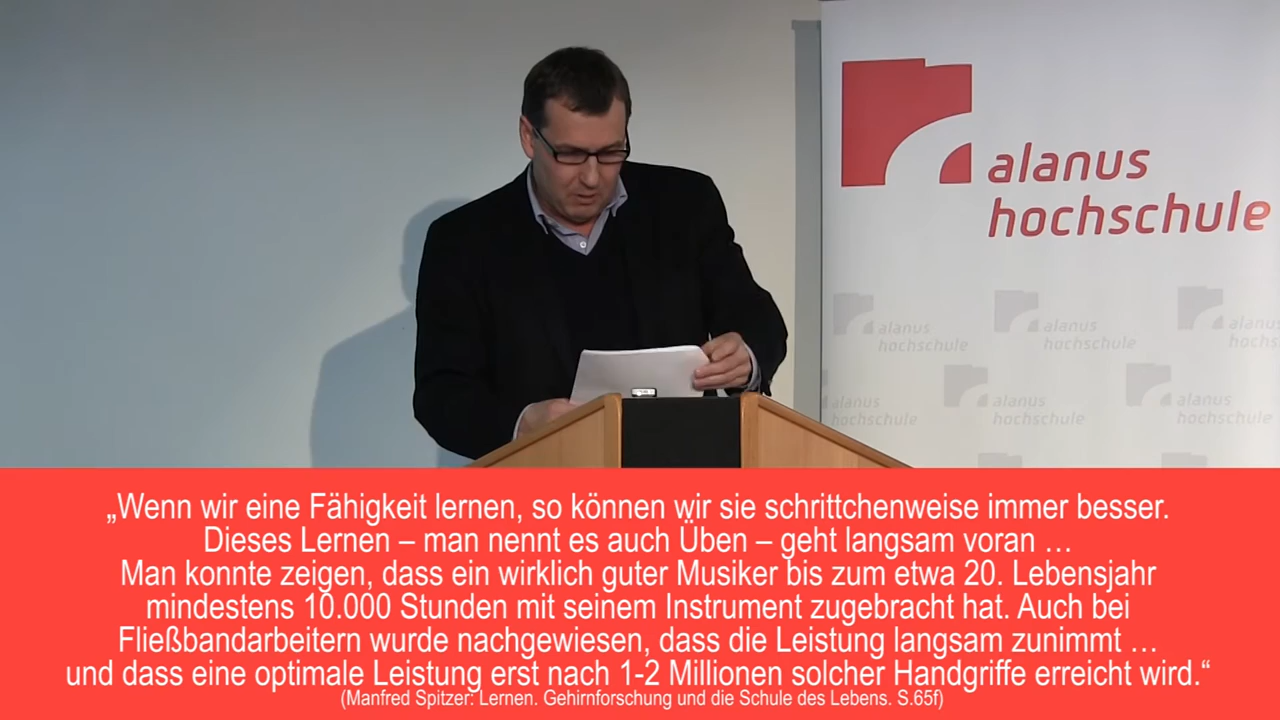 alanus
hochschule
alanus
hochschule
alanus
hochschule
alanus
hochschule
alanus
hochschule
alanus
hochschule
„Wenn wir eine Fähigkeit lernen, so können wir sie schrittchenweise immer besser.
Dieses Lernen – man nennt es auch Üben – geht langsam voran …
Man konnte zeigen, dass ein wirklich guter Musiker bis zum etwa 20. Lebensjahr
mindestens 10.000 Stunden mit seinem Instrument zugebracht hat. Auch bei
Fließbandarbeitern wurde nachgewiesen, dass die Leistung langsam zunimmt …
und dass eine optimale Leistung erst nach 1-2 Millionen solcher Handgriffe erreicht wird.“
(Manfred Spitzer: Lernen. Gehirnforschung und die Schule des Lebens. S.65f)